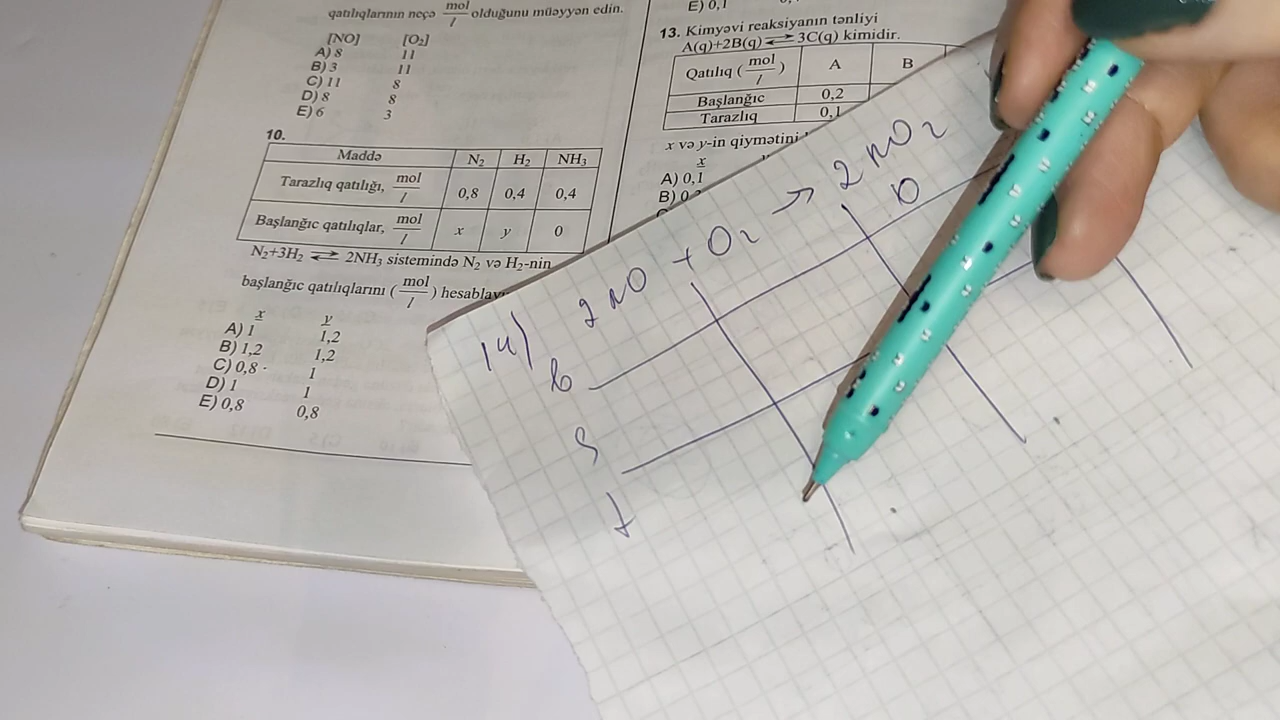 qatılıqlarının neçə mol/l olduğunu müəyyən edin.
[NO] [O₂]
A) 8 11
B) 3 11
C) 11 8
D) 8 8
E) 6 3
10.
Maddə N₂ H₂ NH₃
Tarazlıq qatılığı, mol/l 0,8 0,4 0,4
Başlanğıc qatılıqlar, mol/l x y 0
N₂+3H₂ ⇄ 2NH₃ sistemində N₂ və H₂-nin
başlanğıc qatılıqlarını (mol/l)
x y
A) 1 1,2
B) 1,2 1,2
C) 0,8 1
D) 1 1
E) 0,8 0,8
E) 0,1
13. Kimyəvi reaksiyanın tənliyi
A(q)+2B(q) ⇄ 3C(q) kimidir.
Qatılıq (mol/l) A B
Başlanğıc 0,2
Tarazlıq 0,1
x və y-in qiymətini
x
A) 0,1
B)
14) 2NO + O₂ → 2NO₂
b 0
s
t